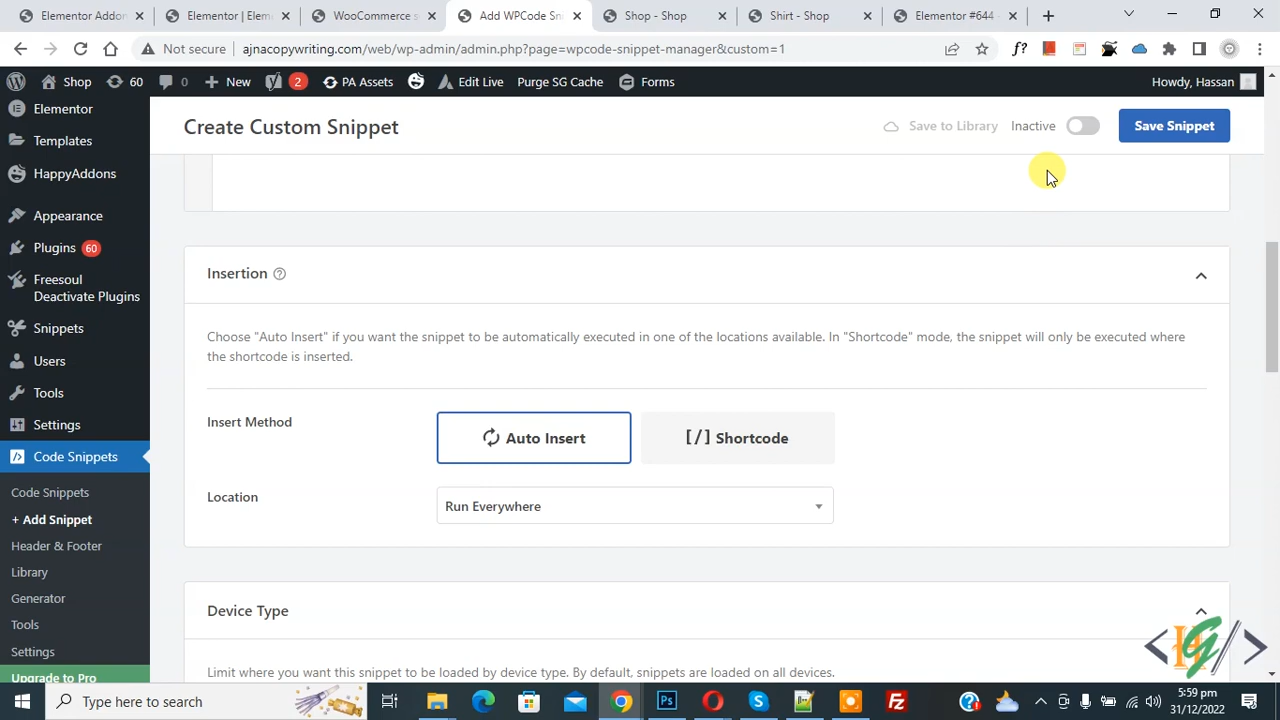 Elementor Addon
Elementor | Elem
WooCommerce s
Add WPCode Sni
Shop - Shop
Shirt - Shop
Elementor #644 -
Not secure
ajnacopywriting.com/web/wp-admin/admin.php?page=wpcode-snippet-manager&custom=1
f?
Shop
60
0
New
2
PA Assets
Edit Live
Purge SG Cache
Forms
Howdy, Hassan
Elementor
Templates
HappyAddons
Appearance
Plugins 60
Freesoul
Deactivate Plugins
Snippets
Users
Tools
Settings
Code Snippets
Code Snippets
+ Add Snippet
Header & Footer
Library
Generator
Tools
Settings
Upgrade to Pro
Create Custom Snippet
Save to Library
Inactive
Save Snippet
Insertion
Choose "Auto Insert" if you want the snippet to be automatically executed in one of the locations available. In "Shortcode" mode, the snippet will only be executed where
the shortcode is inserted.
Insert Method
Auto Insert
[/] Shortcode
Location
Run Everywhere
Device Type
Limit where you want this snippet to be loaded by device type. By default, snippets are loaded on all devices.
HG
Type here to search
5:59 pm
31/12/2022